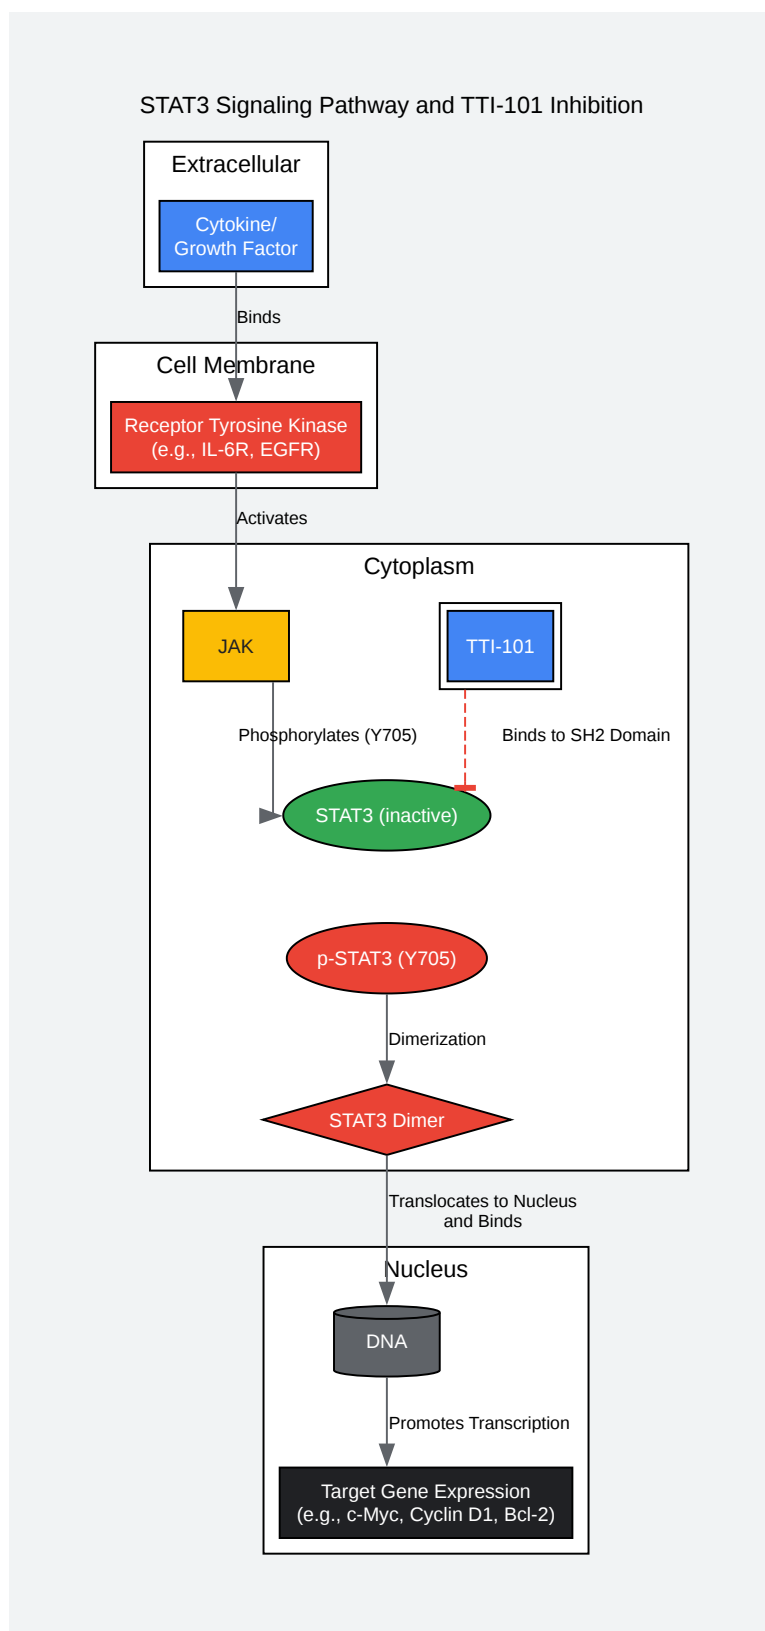 STAT3 Signaling Pathway and TTI-101 Inhibition
Extracellular
Cytokine/
Growth Factor
Binds
Cell Membrane
Receptor Tyrosine Kinase
(e.g., IL-6R, EGFR)
Activates
Cytoplasm
JAK
TTI-101
Phosphorylates (Y705)
Binds to SH2 Domain
STAT3 (inactive)
p-STAT3 (Y705)
Dimerization
STAT3 Dimer
Translocates to Nucleus
and Binds
Nucleus
DNA
Promotes Transcription
Target Gene Expression
(e.g., c-Myc, Cyclin D1, Bcl-2)